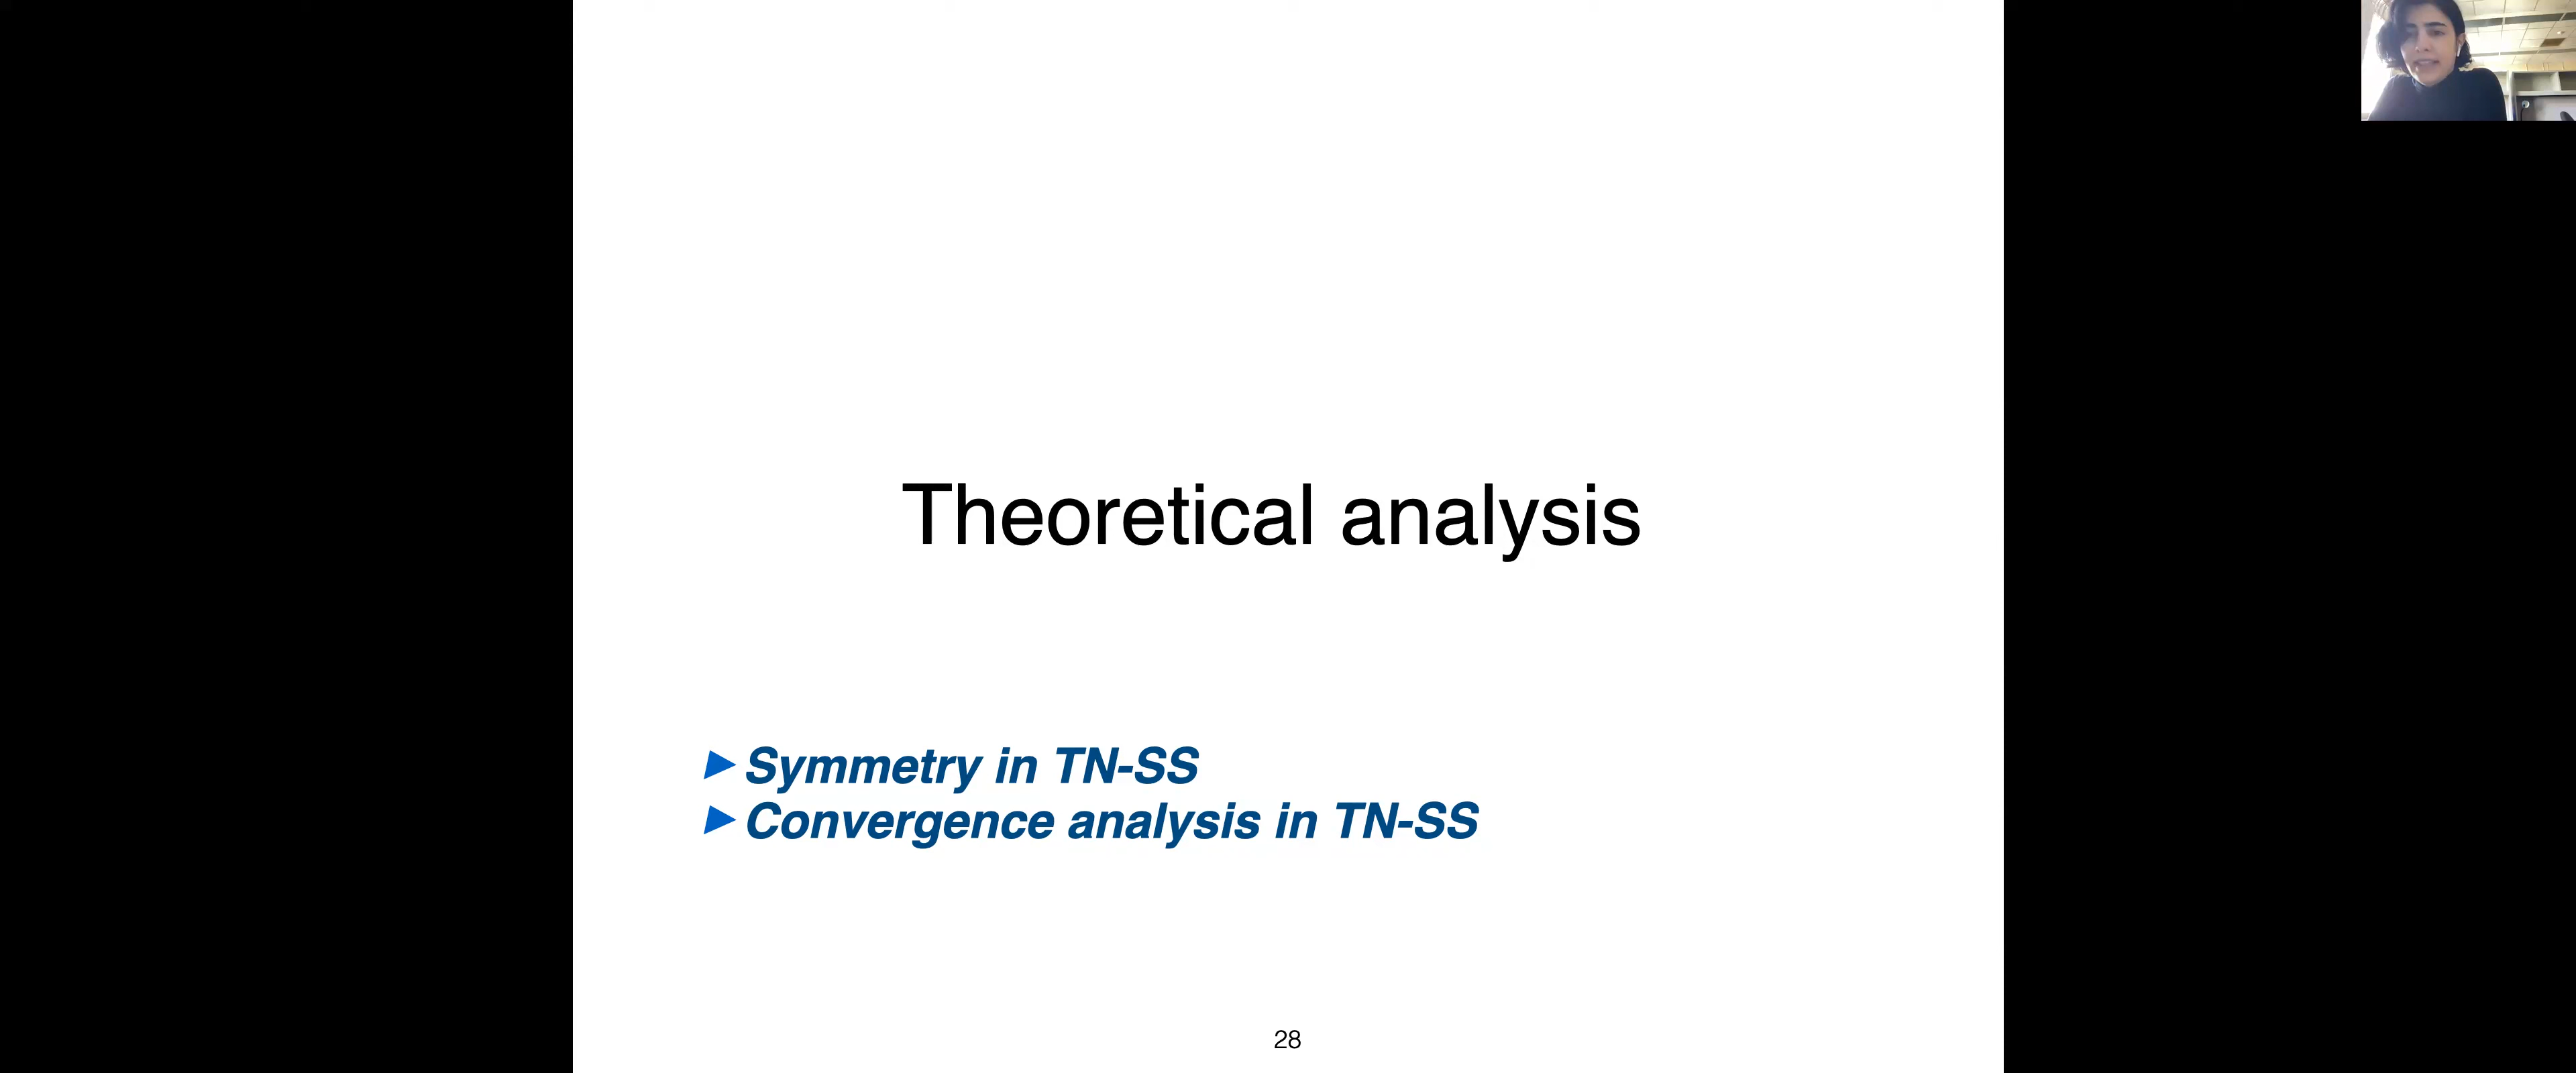 Theoretical analysis
▶ Symmetry in TN-SS
▶ Convergence analysis in TN-SS
28